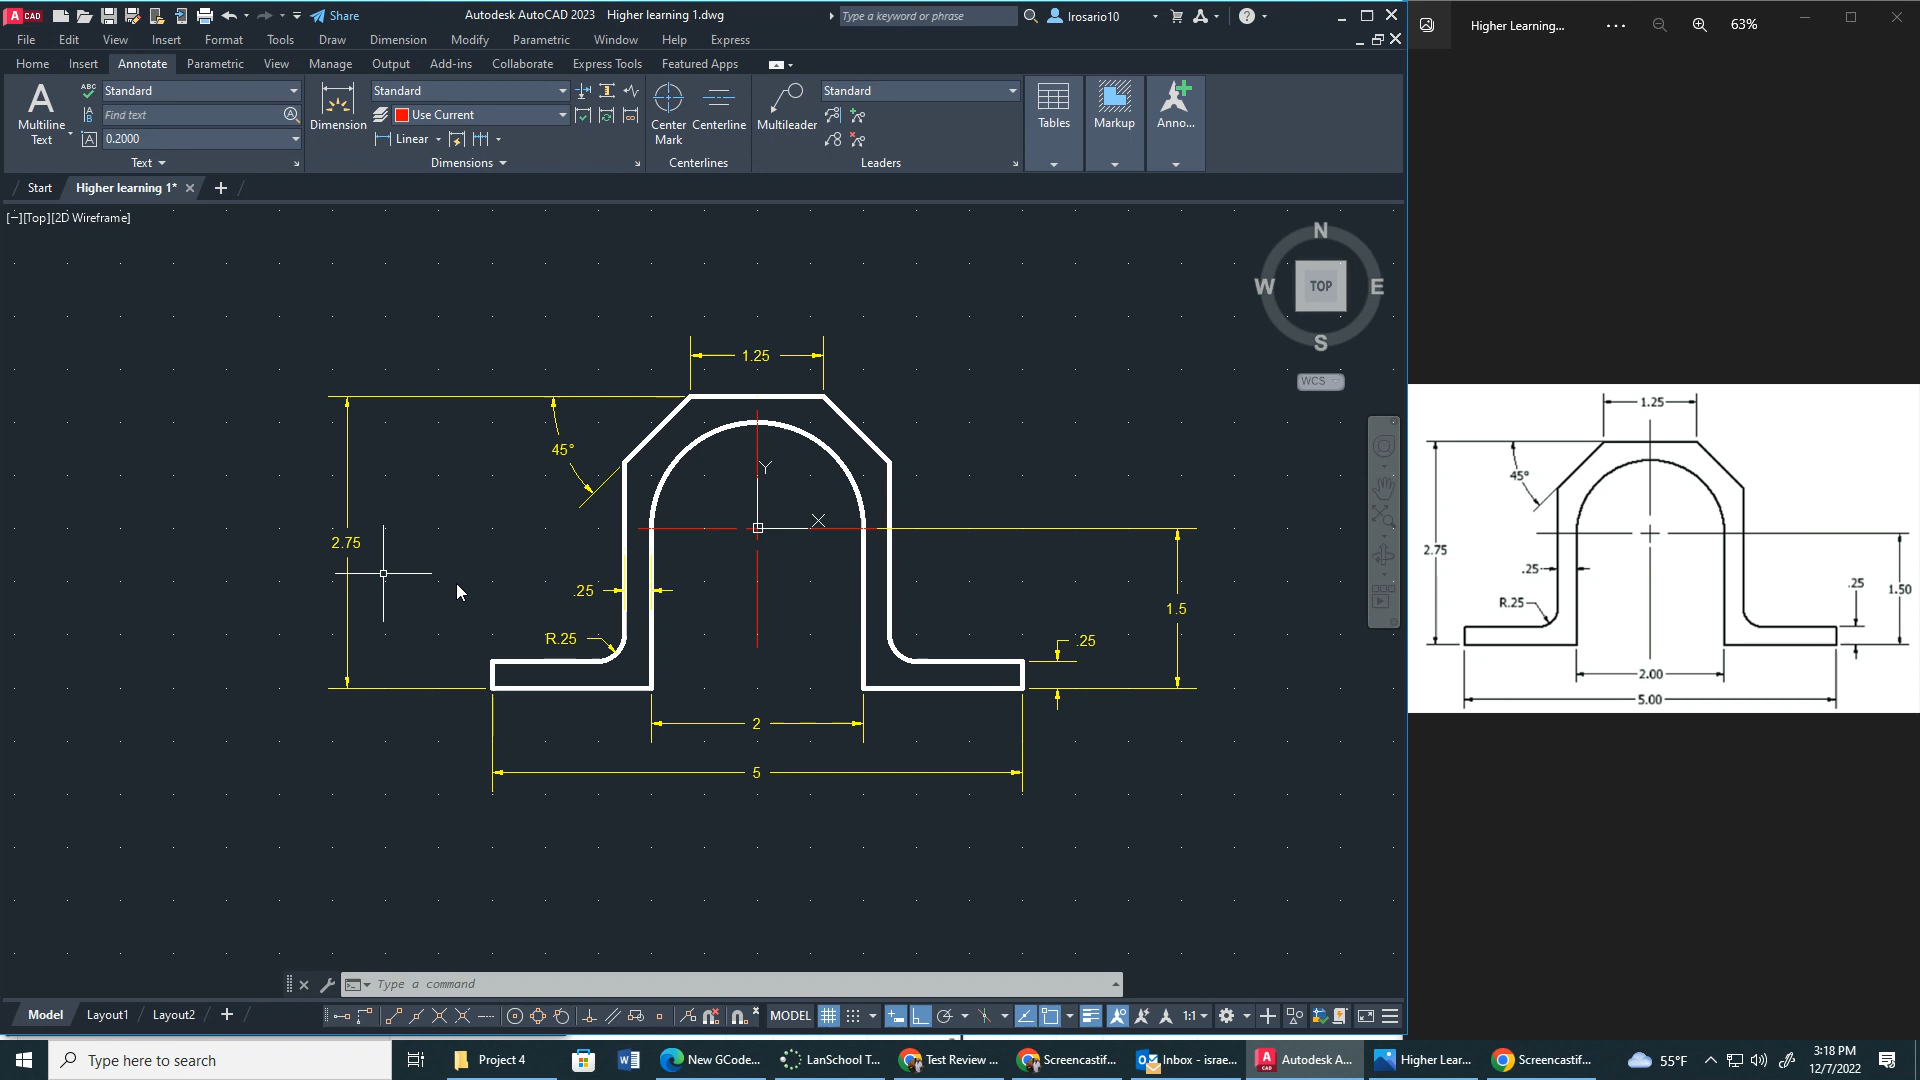 CAD
Share
Autodesk AutoCAD 2023 Higher learning 1.dwg
Type a keyword or phrase
lrosario10
File Edit View Insert Format Tools Draw Dimension Modify Parametric Window Help Express
Home Insert Annotate Parametric View Manage Output Add-ins Collaborate Express Tools Featured Apps
Multiline Text
ABC
Standard
Find text
0.2000
Text
Dimension
Standard
Use Current
Linear
Dimensions
Center Mark
Centerline
Centerlines
Multileader
Standard
Leaders
Tables
Markup
Anno...
Start
Higher learning 1*
[−][Top][2D Wireframe]
N
W TOP E
S
WCS
1.25
45°
Y
X
2.75
.25
1.5
R.25
.25
2
5
Type a command
Model Layout1 Layout2
MODEL
1:1
Higher Learning...
63%
1.25
45°
2.75
.25
.25
1.50
R.25
2.00
5.00
Type here to search
Project 4
New GCode...
LanSchool T...
Test Review ...
Screencastif...
Inbox - israe...
Autodesk A...
Higher Lear...
Screencastif...
55°F
3:18 PM
12/7/2022